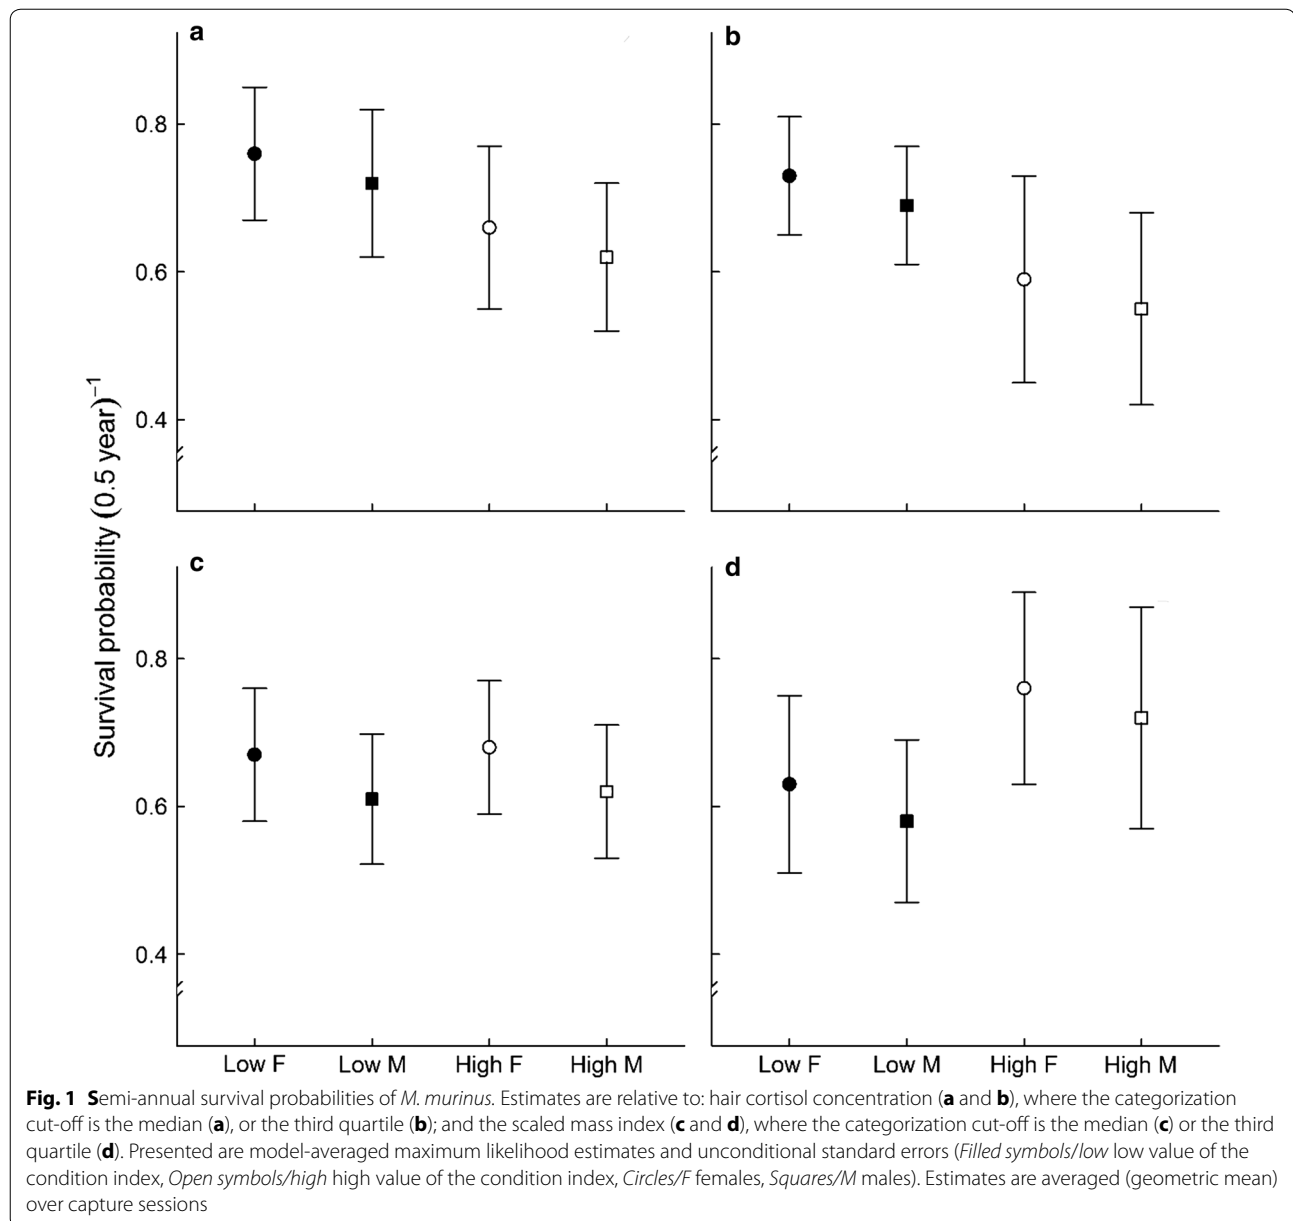 a
b
0.8
0.6
0.4
c
d
0.8
0.6
0.4
Survival probability (0.5 year)⁻¹
Low F Low M High F High M Low F Low M High F High M
Fig. 1 Semi-annual survival probabilities of M. murinus. Estimates are relative to: hair cortisol concentration (a and b), where the categorization
cut-off is the median (a), or the third quartile (b); and the scaled mass index (c and d), where the categorization cut-off is the median (c) or the third
quartile (d). Presented are model-averaged maximum likelihood estimates and unconditional standard errors (Filled symbols/low low value of the
condition index, Open symbols/high high value of the condition index, Circles/F females, Squares/M males). Estimates are averaged (geometric mean)
over capture sessions